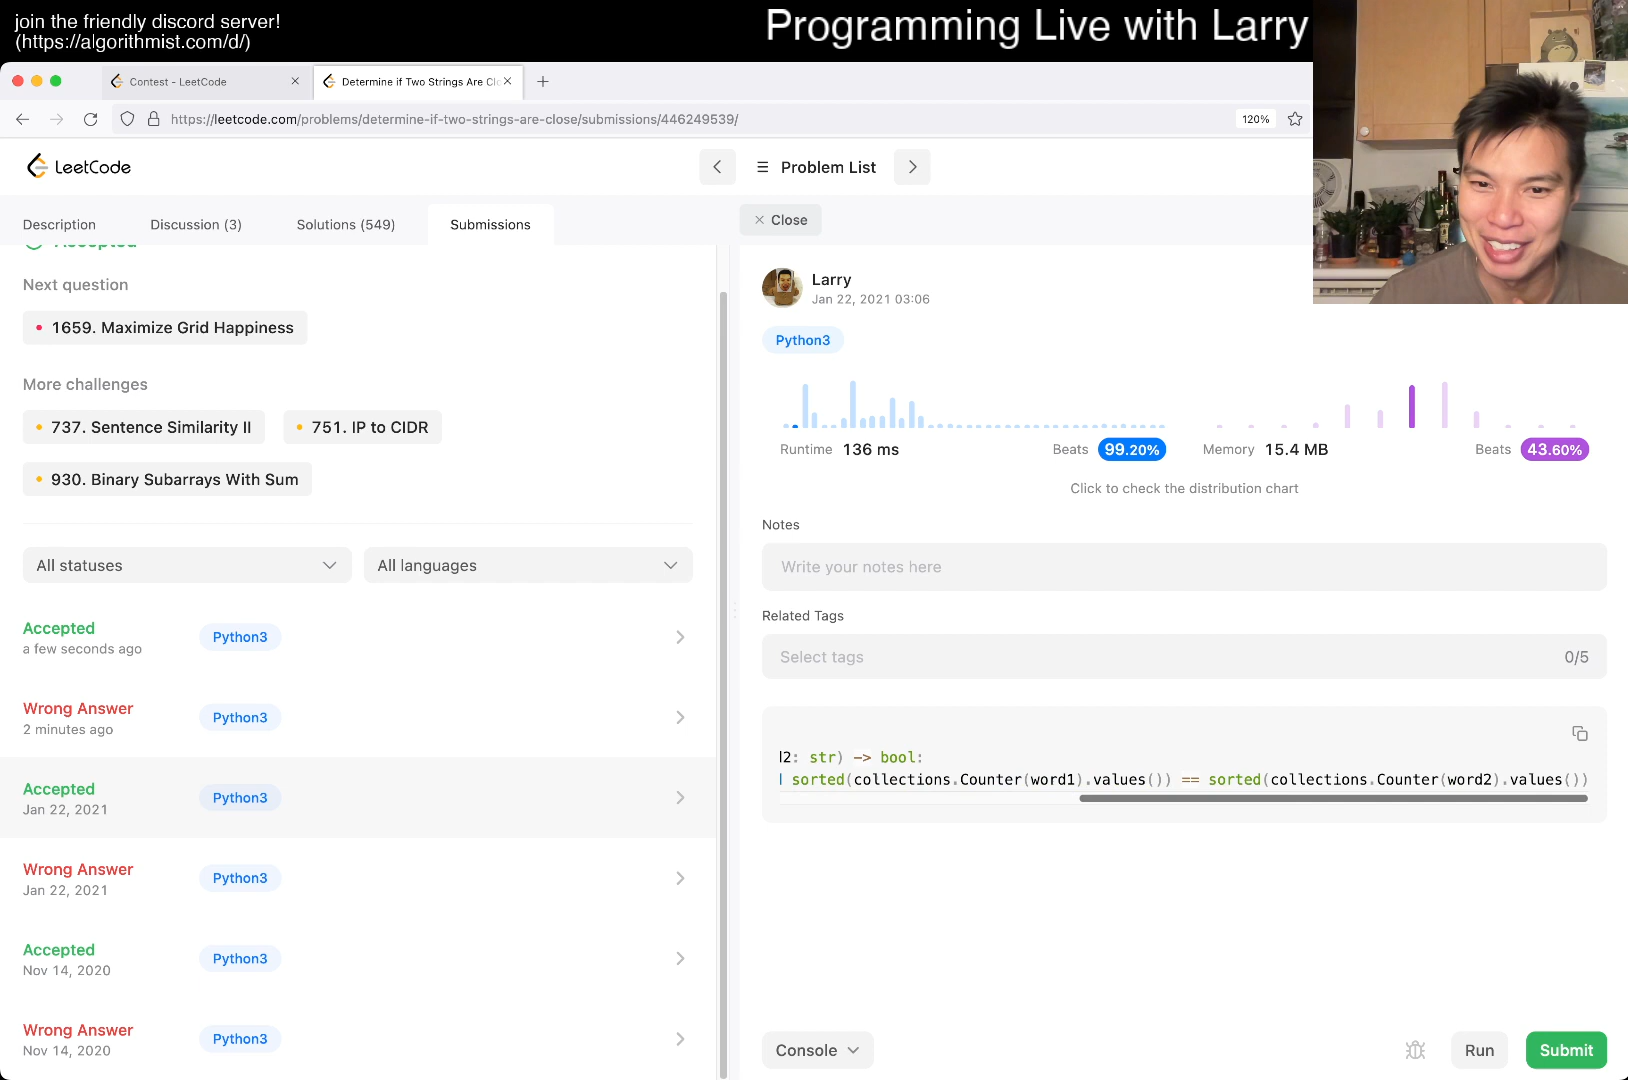 join the friendly discord server!
(https://algorithmist.com/d/)
Programming Live with Larry
Contest - LeetCode
Determine if Two Strings Are Clo
https://leetcode.com/problems/determine-if-two-strings-are-close/submissions/446249539/
120%
LeetCode
Problem List
Description
Discussion (3)
Solutions (549)
Submissions
Close
Accepted
Next question
1659. Maximize Grid Happiness
More challenges
737. Sentence Similarity II
751. IP to CIDR
930. Binary Subarrays With Sum
All statuses
All languages
Accepted
a few seconds ago
Python3
Wrong Answer
2 minutes ago
Python3
Accepted
Jan 22, 2021
Python3
Wrong Answer
Jan 22, 2021
Python3
Accepted
Nov 14, 2020
Python3
Wrong Answer
Nov 14, 2020
Python3
Larry
Jan 22, 2021 03:06
Python3
Runtime 136 ms
Beats 99.20%
Memory 15.4 MB
Beats 43.60%
Click to check the distribution chart
Notes
Write your notes here
Related Tags
Select tags
0/5
d2: str) -> bool:
sorted(collections.Counter(word1).values()) == sorted(collections.Counter(word2).values())
Console
Run
Submit